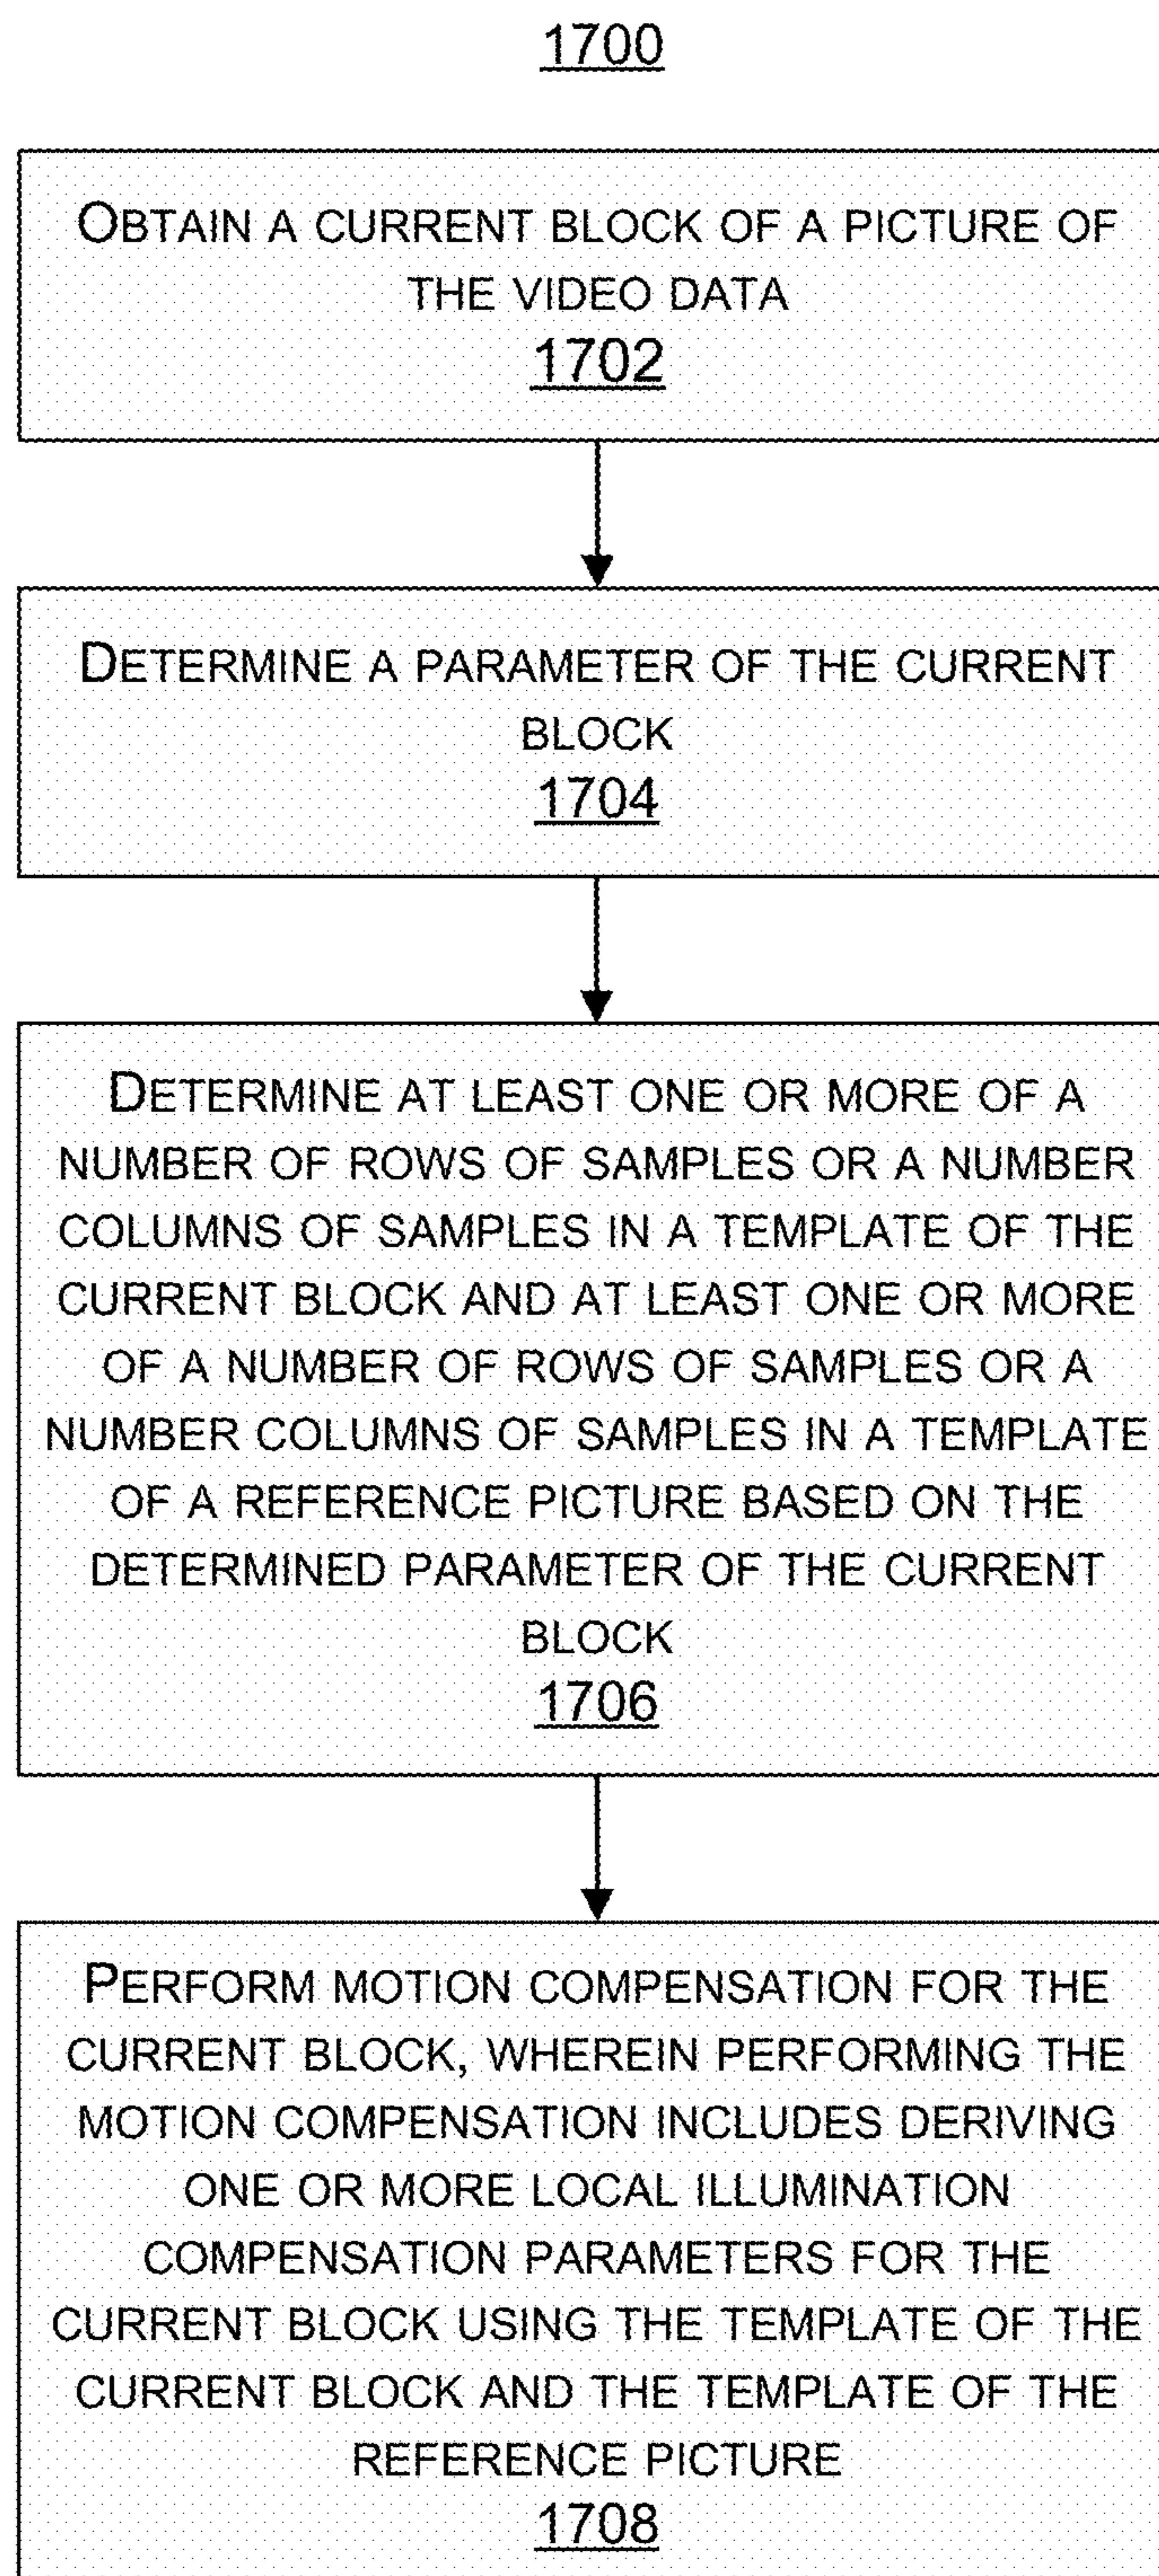 1700
OBTAIN A CURRENT BLOCK OF A PICTURE OF
THE VIDEO DATA
1702
DETERMINE A PARAMETER OF THE CURRENT
BLOCK
1704
DETERMINE AT LEAST ONE OR MORE OF A
NUMBER OF ROWS OF SAMPLES OR A NUMBER
COLUMNS OF SAMPLES IN A TEMPLATE OF THE
CURRENT BLOCK AND AT LEAST ONE OR MORE
OF A NUMBER OF ROWS OF SAMPLES OR A
NUMBER COLUMNS OF SAMPLES IN A TEMPLATE
OF A REFERENCE PICTURE BASED ON THE
DETERMINED PARAMETER OF THE CURRENT
BLOCK
1706
PERFORM MOTION COMPENSATION FOR THE
CURRENT BLOCK, WHEREIN PERFORMING THE
MOTION COMPENSATION INCLUDES DERIVING
ONE OR MORE LOCAL ILLUMINATION
COMPENSATION PARAMETERS FOR THE
CURRENT BLOCK USING THE TEMPLATE OF THE
CURRENT BLOCK AND THE TEMPLATE OF THE
REFERENCE PICTURE
1708